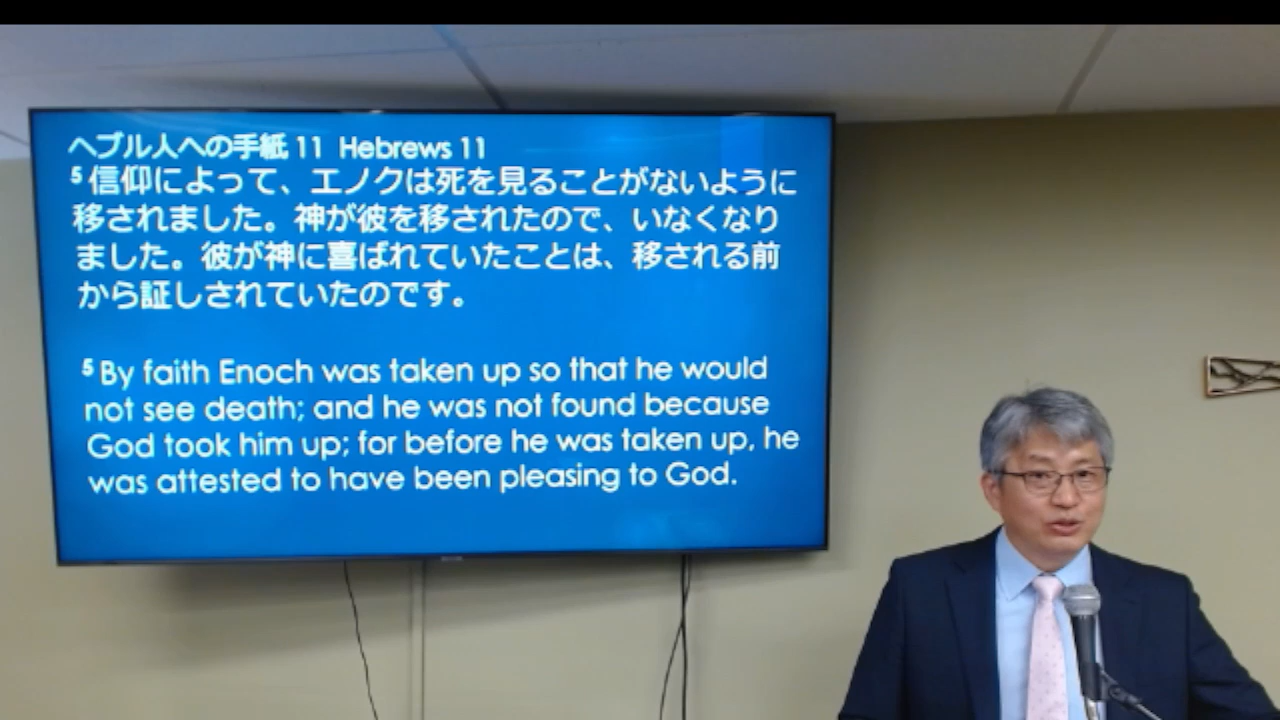 ヘブル人への手紙 11 Hebrews 11
5 信仰によって、エノクは死を見ることがないように
移されました。神が彼を移されたので、いなくなり
ました。彼が神に喜ばれていたことは、移される前
から証しされていたのです。
5 By faith Enoch was taken up so that he would
not see death; and he was not found because
God took him up; for before he was taken up, he
was attested to have been pleasing to God.